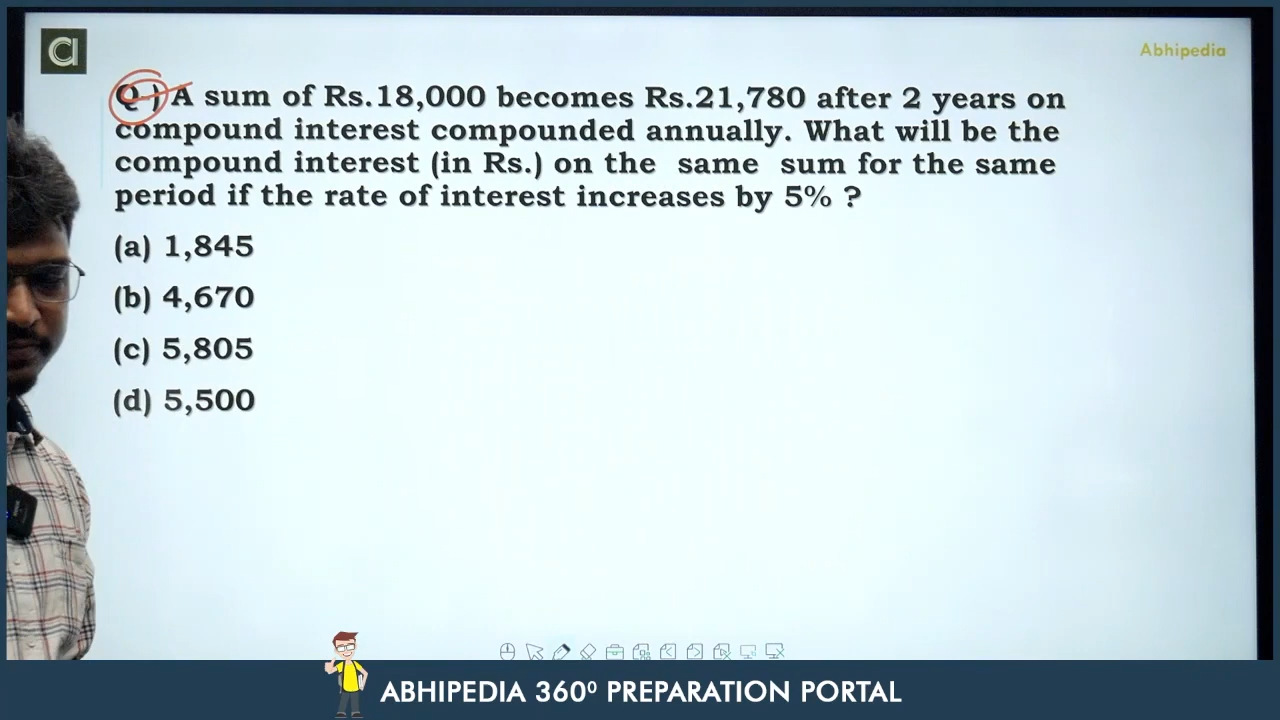 Abhipedia
Q.) A sum of Rs.18,000 becomes Rs.21,780 after 2 years on
compound interest compounded annually. What will be the
compound interest (in Rs.) on the same sum for the same
period if the rate of interest increases by 5% ?
(a) 1,845
(b) 4,670
(c) 5,805
(d) 5,500
ABHIPEDIA 360⁰ PREPARATION PORTAL